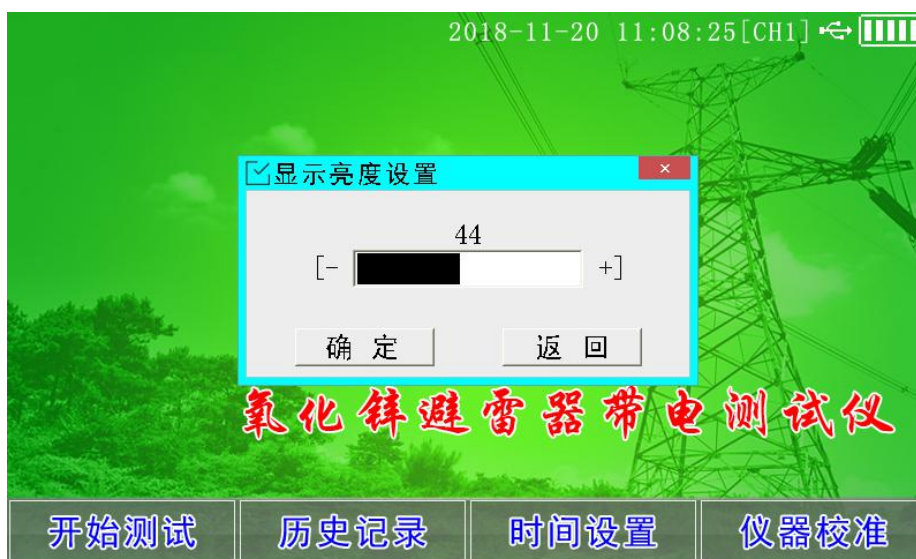 2018-11-20 11:08:25[CH1]
显示亮度设置
44
[- +]
确 定 返 回
氧化锌避雷器带电测试仪
开始测试 历史记录 时间设置 仪器校准